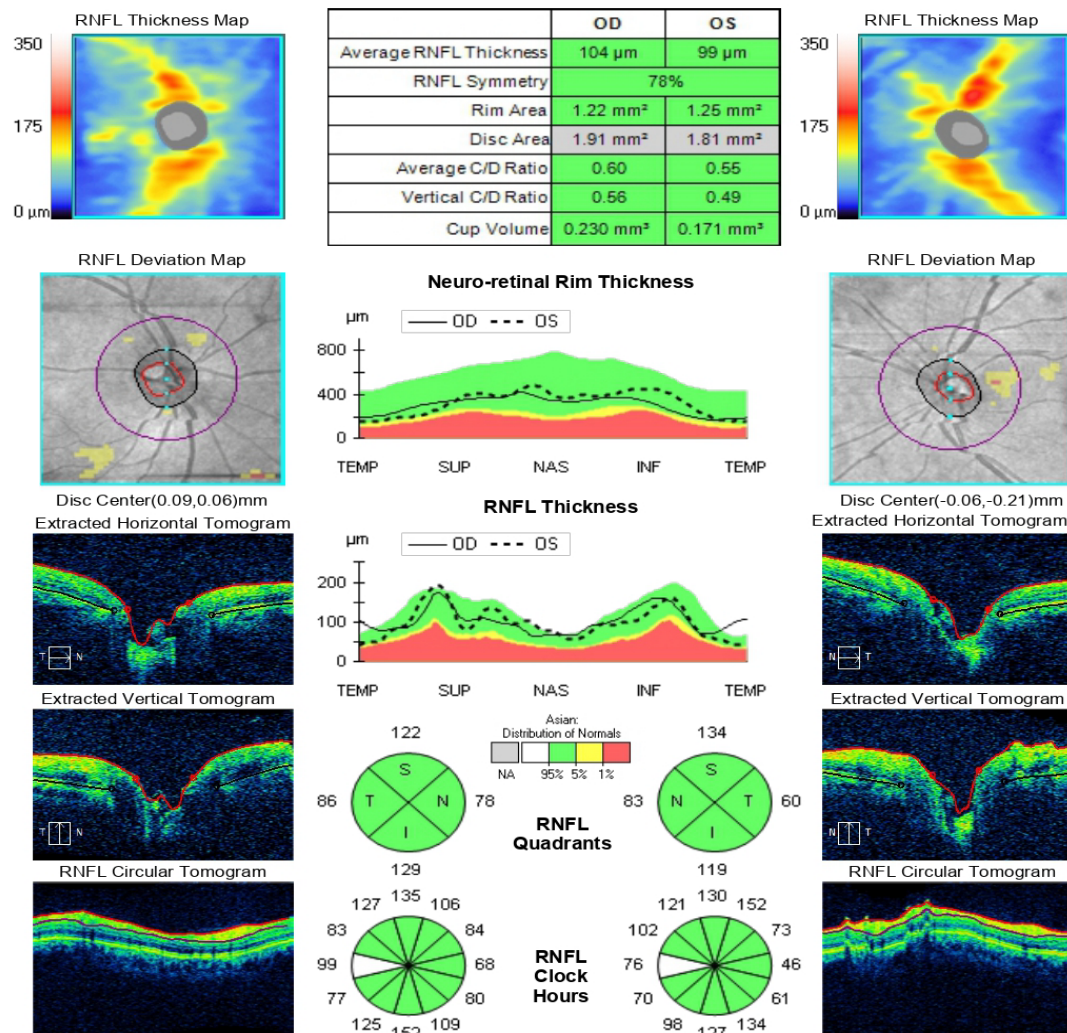 RNFL Thickness Map
350
175
0 µm
OD OS
Average RNFL Thickness 104 µm 99 µm
RNFL Symmetry 78%
Rim Area 1.22 mm² 1.25 mm²
Disc Area 1.91 mm² 1.81 mm²
Average C/D Ratio 0.60 0.55
Vertical C/D Ratio 0.56 0.49
Cup Volume 0.230 mm³ 0.171 mm³
RNFL Thickness Map
350
175
0 µm
RNFL Deviation Map
Disc Center(0.09,0.06)mm
Neuro-retinal Rim Thickness
µm
OD OS
800
400
0
TEMP SUP NAS INF TEMP
RNFL Deviation Map
Disc Center(-0.06,-0.21)mm
Extracted Horizontal Tomogram
T N
RNFL Thickness
µm
OD OS
200
100
0
TEMP SUP NAS INF TEMP
Extracted Horizontal Tomogram
N T
Extracted Vertical Tomogram
T N
Asian:
Distribution of Normals
NA 95% 5% 1%
122
S
86 T N 78
I
129
RNFL
Quadrants
134
S
83 N T 60
I
119
Extracted Vertical Tomogram
N T
RNFL Circular Tomogram
135
127 106
83 84
99 68
77 80
125 109
152
RNFL
Clock
Hours
130
121 152
102 73
76 46
70 61
98 134
127
RNFL Circular Tomogram